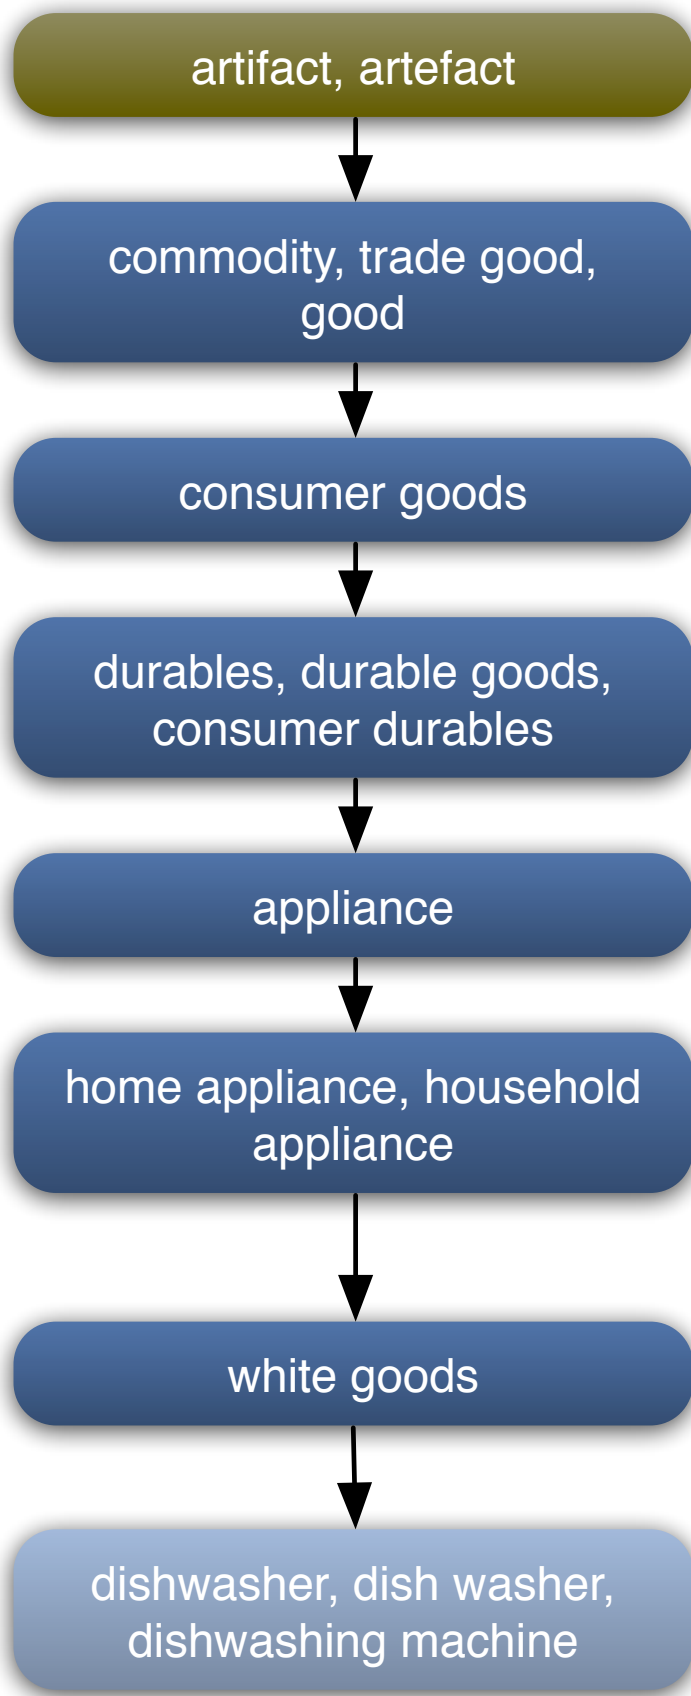 artifact, artefact
commodity, trade good,
good
consumer goods
durables, durable goods,
consumer durables
appliance
home appliance, household
appliance
white goods
dishwasher, dish washer,
dishwashing machine